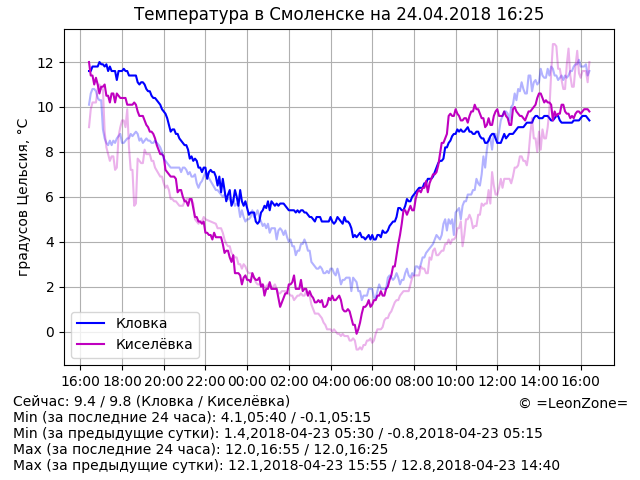 Температура в Смоленске на 24.04.2018 16:25
градусов Цельсия, °C
12
10
8
6
4
2
0
Кловка
Киселёвка
16:00 18:00 20:00 22:00 00:00 02:00 04:00 06:00 08:00 10:00 12:00 14:00 16:00
Сейчас: 9.4 / 9.8 (Кловка / Киселёвка)
© =LeonZone=
Min (за последние 24 часа): 4.1,05:40 / -0.1,05:15
Min (за предыдущие сутки): 1.4,2018-04-23 05:30 / -0.8,2018-04-23 05:15
Max (за последние 24 часа): 12.0,16:55 / 12.0,16:25
Max (за предыдущие сутки): 12.1,2018-04-23 15:55 / 12.8,2018-04-23 14:40